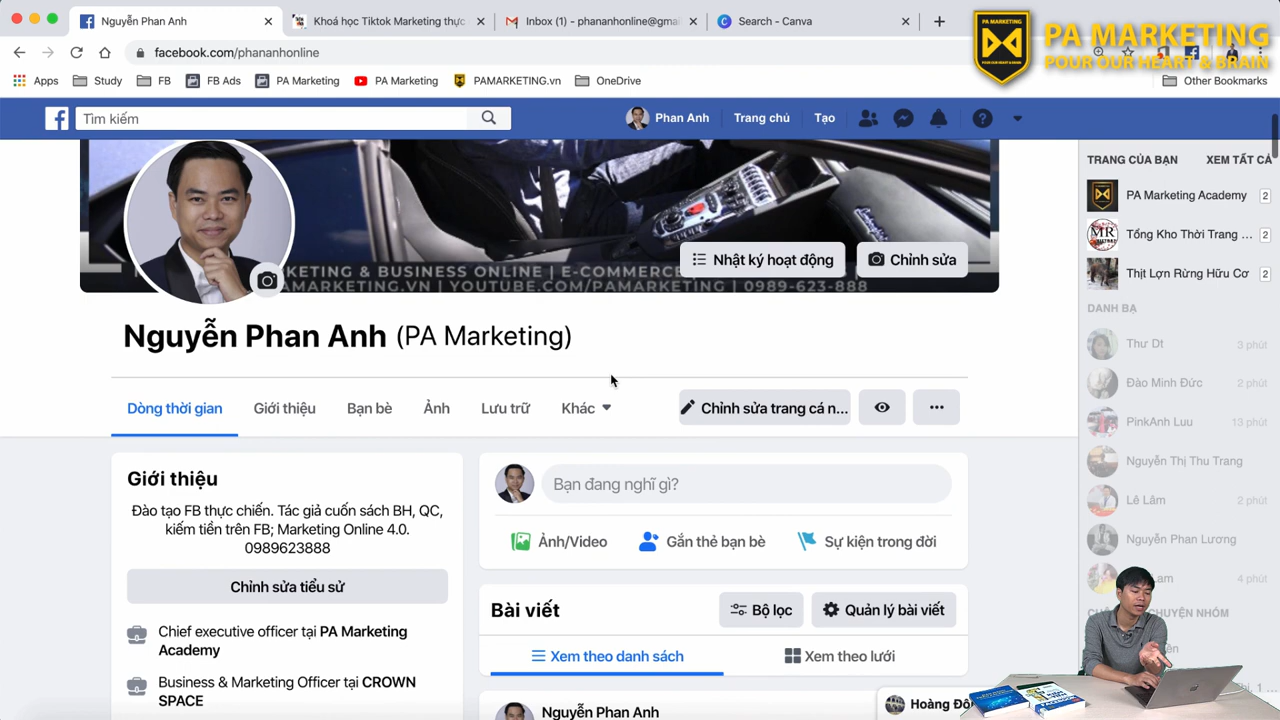 Nguyễn Phan Anh
Khoá học Tiktok Marketing thực
Inbox (1) - phananhonline@gmai
Search - Canva
facebook.com/phananhonline
PA MARKETING
POUR OUR HEART & BRAIN
PA MARKETING
POUR OUR HEART & BRAIN
Apps
Study
FB
FB Ads
PA Marketing
PA Marketing
PAMARKETING.vn
OneDrive
Other Bookmarks
Tìm kiếm
Phan Anh
Trang chủ
Tạo
TRANG CỦA BẠN
XEM TẤT CẢ
PA Marketing Academy
2
Tổng Kho Thời Trang ...
2
Thịt Lợn Rừng Hữu Cơ
2
DANH BẠ
Thư Dt
3 phút
Đào Minh Đức
2 phút
PinkAnh Luu
13 phút
Nguyễn Thị Thu Trang
Lê Lâm
2 phút
Nguyễn Phan Lương
Lam
4 phút
CHUYỆN NHÓM
Nhật ký hoạt động
Chỉnh sửa
KETING & BUSINESS ONLINE | E-COMMERCE
AMARKETING.VN | YOUTUBE.COM/PAMARKETING | 0989-623-888
Nguyễn Phan Anh (PA Marketing)
Dòng thời gian
Giới thiệu
Bạn bè
Ảnh
Lưu trữ
Khác
Chỉnh sửa trang cá n...
Giới thiệu
Đào tạo FB thực chiến. Tác giả cuốn sách BH, QC,
kiếm tiền trên FB; Marketing Online 4.0.
0989623888
Chỉnh sửa tiểu sử
Chief executive officer tại PA Marketing
Academy
Business & Marketing Officer tại CROWN
SPACE
Bạn đang nghĩ gì?
Ảnh/Video
Gắn thẻ bạn bè
Sự kiện trong đời
Bài viết
Bộ lọc
Quản lý bài viết
Xem theo danh sách
Xem theo lưới
Nguyễn Phan Anh